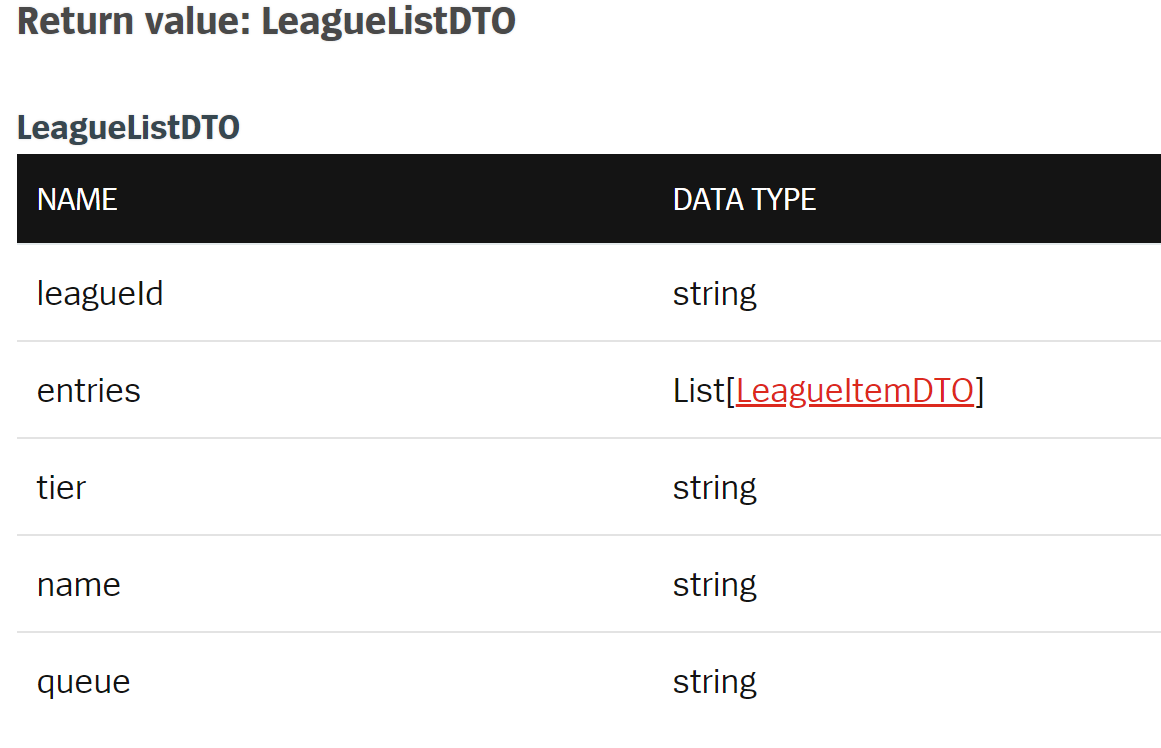 Return value: LeagueListDTO
LeagueListDTO
NAME DATA TYPE
leagueId string
entries List[LeagueItemDTO]
tier string
name string
queue string